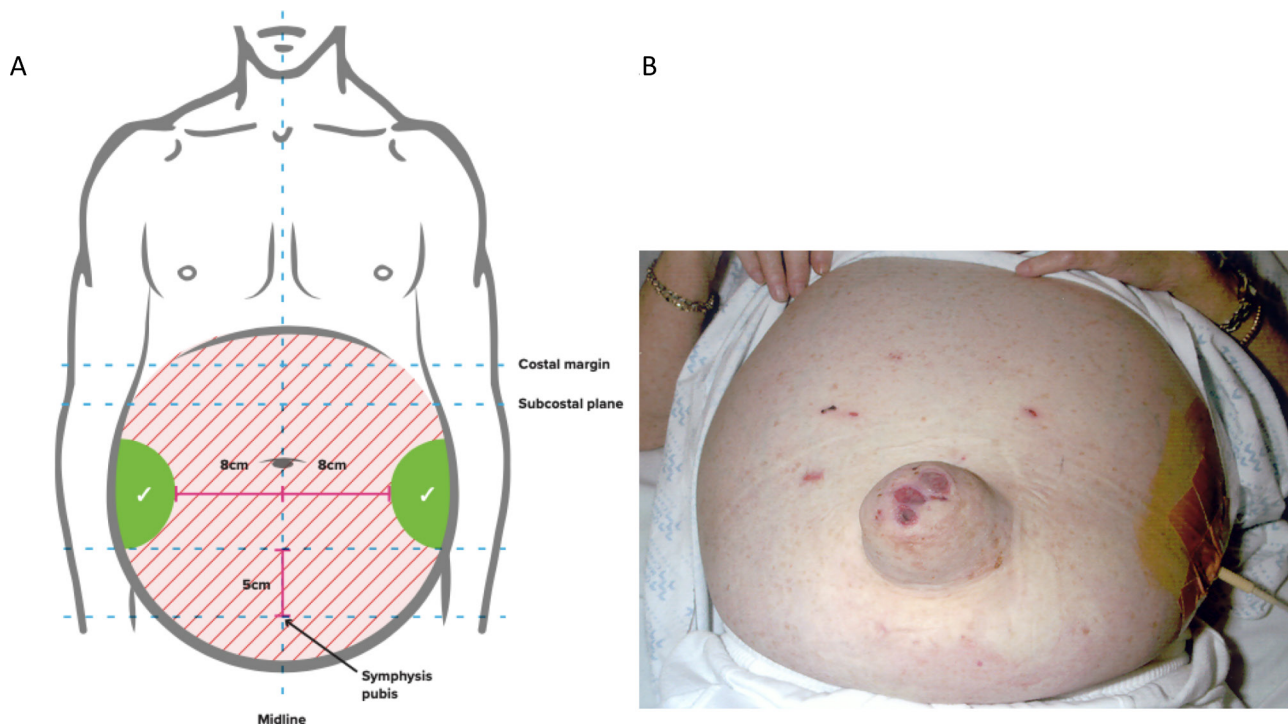 A
.B
Costal margin
Subcostal plane
8cm
8cm
5cm
Symphysis
pubis
Midline